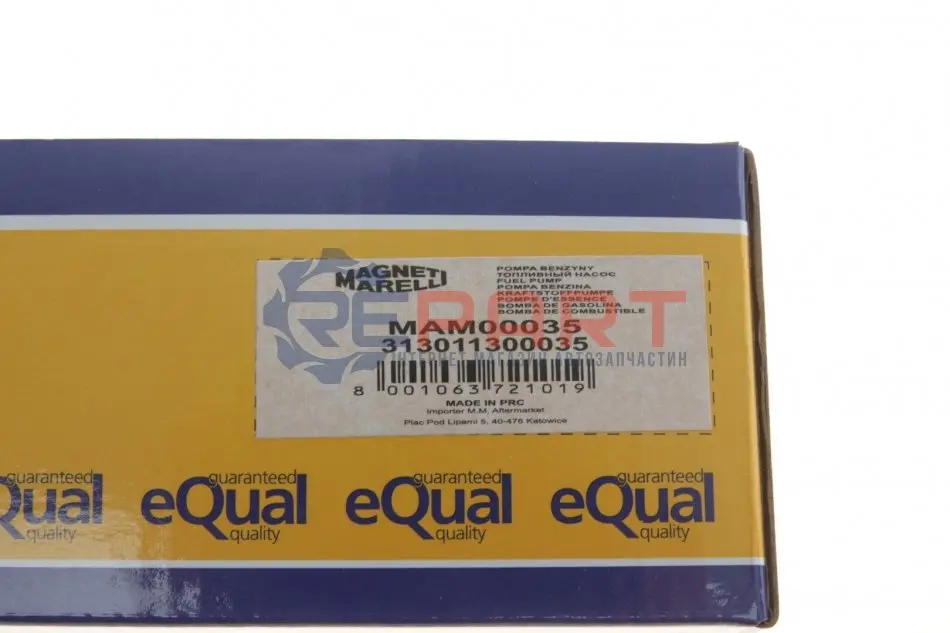 MAGNETI
MARELLI
POMPA BENZYNY
ТОПЛИВНЫЙ НАСОС
FUEL PUMP
POMPA BENZINA
KRAFTSTOFFPUMPE
POMPE D'ESSENCE
BOMBA DE GASOLINA
BOMBA DE COMBUSTIBLE
REPART
ІНТЕРНЕТ МАГАЗИН АВТОЗАПЧАСТИН
MAM00035
313011300035
8 001063 721019
MADE IN PRC
Importer M.M. Aftermarket
Plac Pod Lipami 5, 40-476 Katowice
guaranteed
eQual
quality
guaranteed
eQual
quality
guaranteed
eQual
quality
guaranteed
eQual
quality